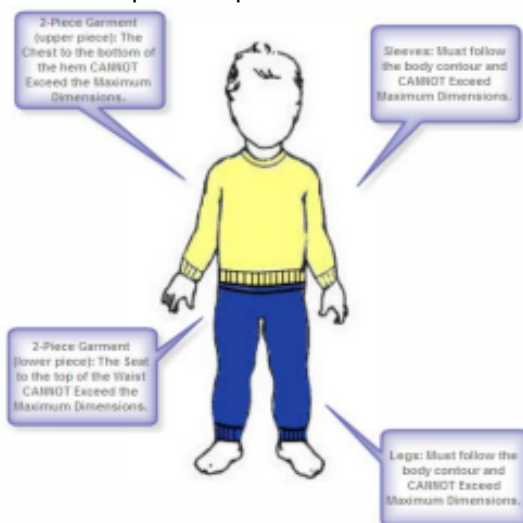 2-Piece Garment
(upper piece): The
Chest to the bottom of
the hem CANNOT
Exceed the Maximum
Dimensions.
Sleeves: Must follow
the body contour and
CANNOT Exceed
Maximum Dimensions.
2-Piece Garment
(lower piece): The Seat
to the top of the Waist
CANNOT Exceed the
Maximum Dimensions.
Legs: Must follow the
body contour and
CANNOT Exceed
Maximum Dimensions.